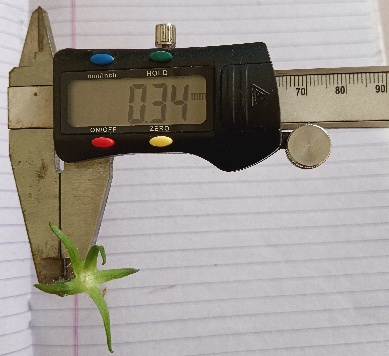 mm/inch HOLD
0.34 mm
ON/OFF ZERO
70 80 90